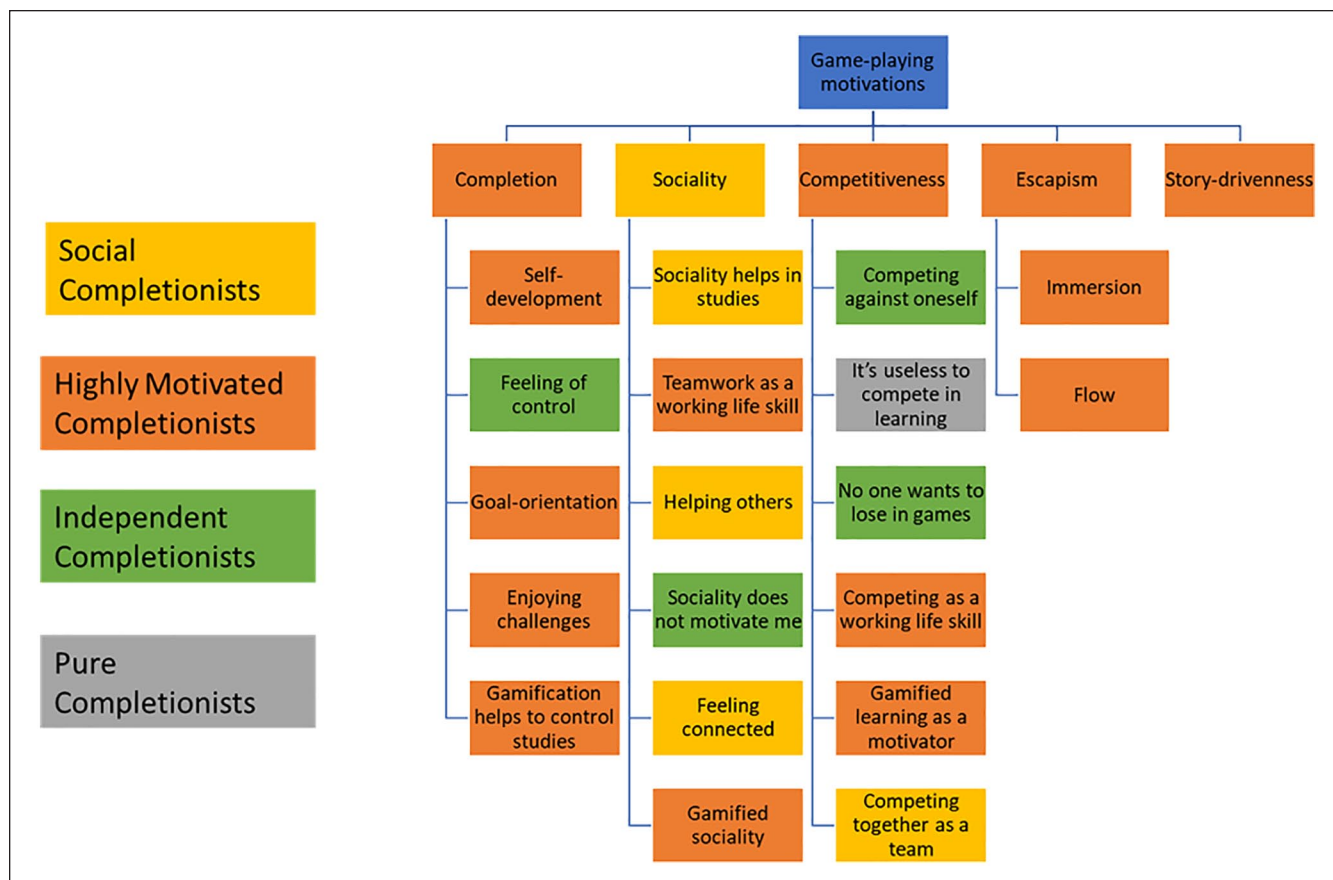 Game-playing
motivations
Completion
Sociality
Competitiveness
Escapism
Story-drivenness
Social
Completionists
Highly Motivated
Completionists
Independent
Completionists
Pure
Completionists
Self-
development
Feeling of
control
Goal-orientation
Enjoying
challenges
Gamification
helps to control
studies
Sociality helps in
studies
Teamwork as a
working life skill
Helping others
Sociality does
not motivate me
Feeling
connected
Gamified
sociality
Competing
against oneself
It's useless to
compete in
learning
No one wants to
lose in games
Competing as a
working life skill
Gamified
learning as a
motivator
Competing
together as a
team
Immersion
Flow